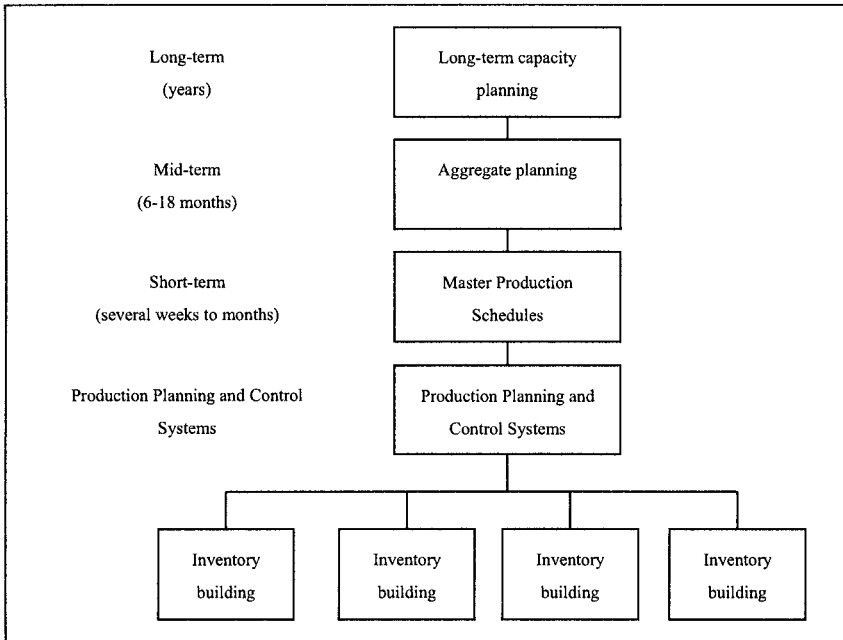 Long-term
(years)
Long-term capacity
planning
Mid-term
(6-18 months)
Aggregate planning
Short-term
(several weeks to months)
Master Production
Schedules
Production Planning and Control
Systems
Production Planning and
Control Systems
Inventory
building
Inventory
building
Inventory
building
Inventory
building